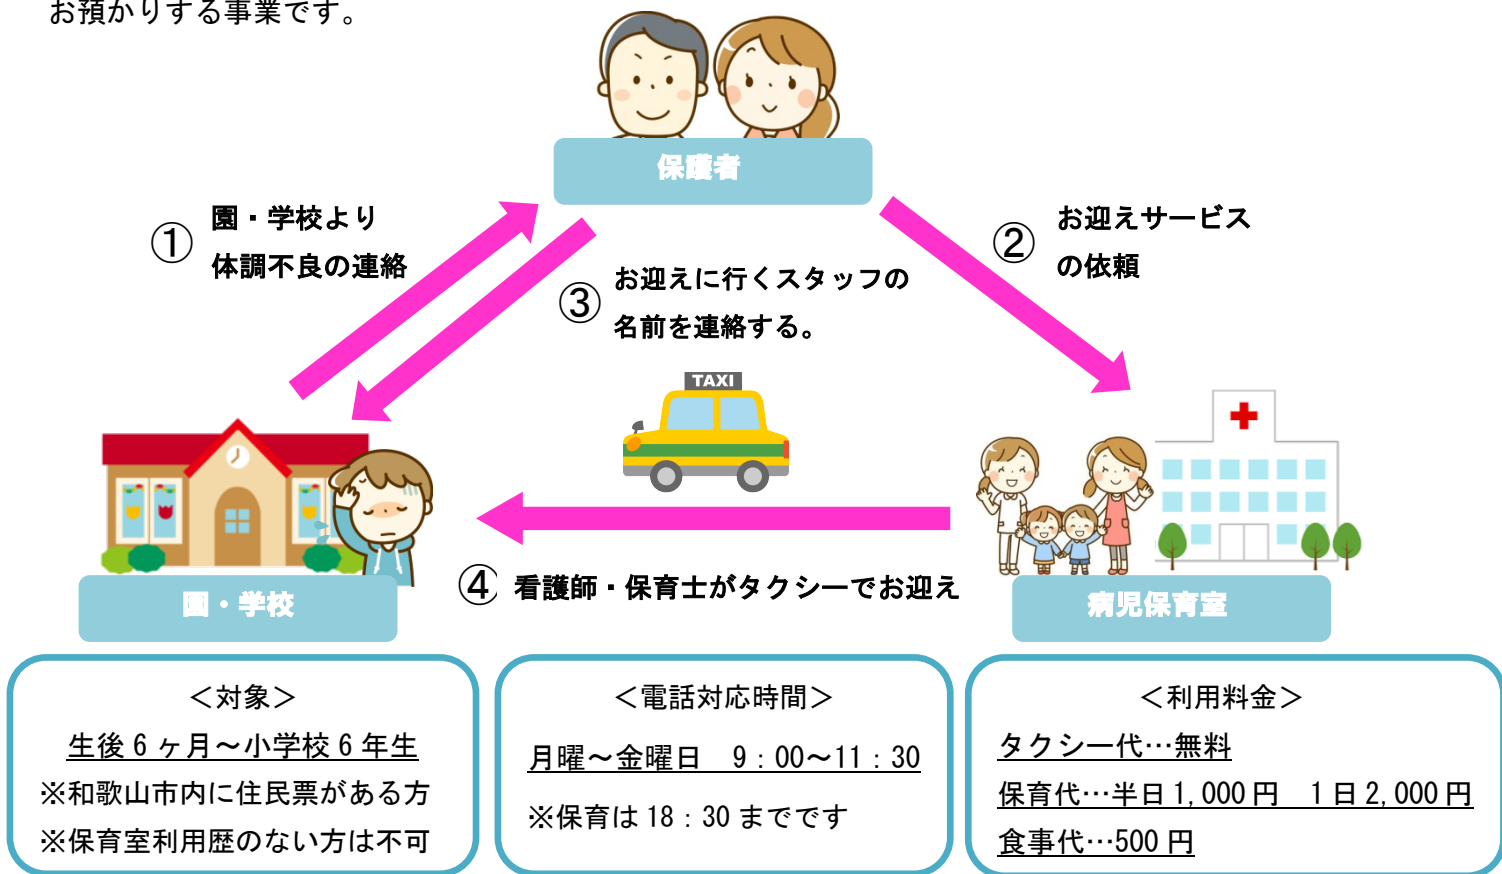 お預かりする事業です。
保護者
①
園・学校より
体調不良の連絡
②
お迎えサービス
の依頼
③
お迎えに行くスタッフの
名前を連絡する。
TAXI
④ 看護師・保育士がタクシーでお迎え
園・学校
病児保育室
＜対象＞
生後6ヶ月～小学校6年生
※和歌山市内に住民票がある方
※保育室利用歴のない方は不可
＜電話対応時間＞
月曜～金曜日　9：00～11：30
※保育は18：30までです
＜利用料金＞
タクシー代…無料
保育代…半日1,000円　1日2,000円
食事代…500円